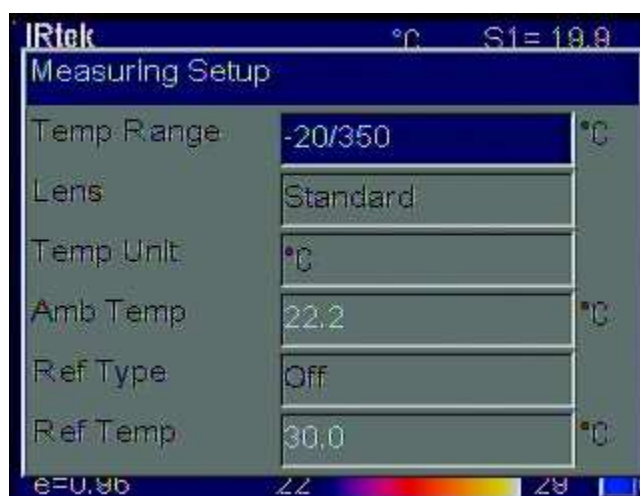 IRtek °C S1= 19.9
Measuring Setup
Temp Range -20/350 °C
Lens Standard
Temp Unit °C
Amb Temp 22.2 °C
Ref Type Off
Ref Temp 30.0 °C
e=0.96 22 29